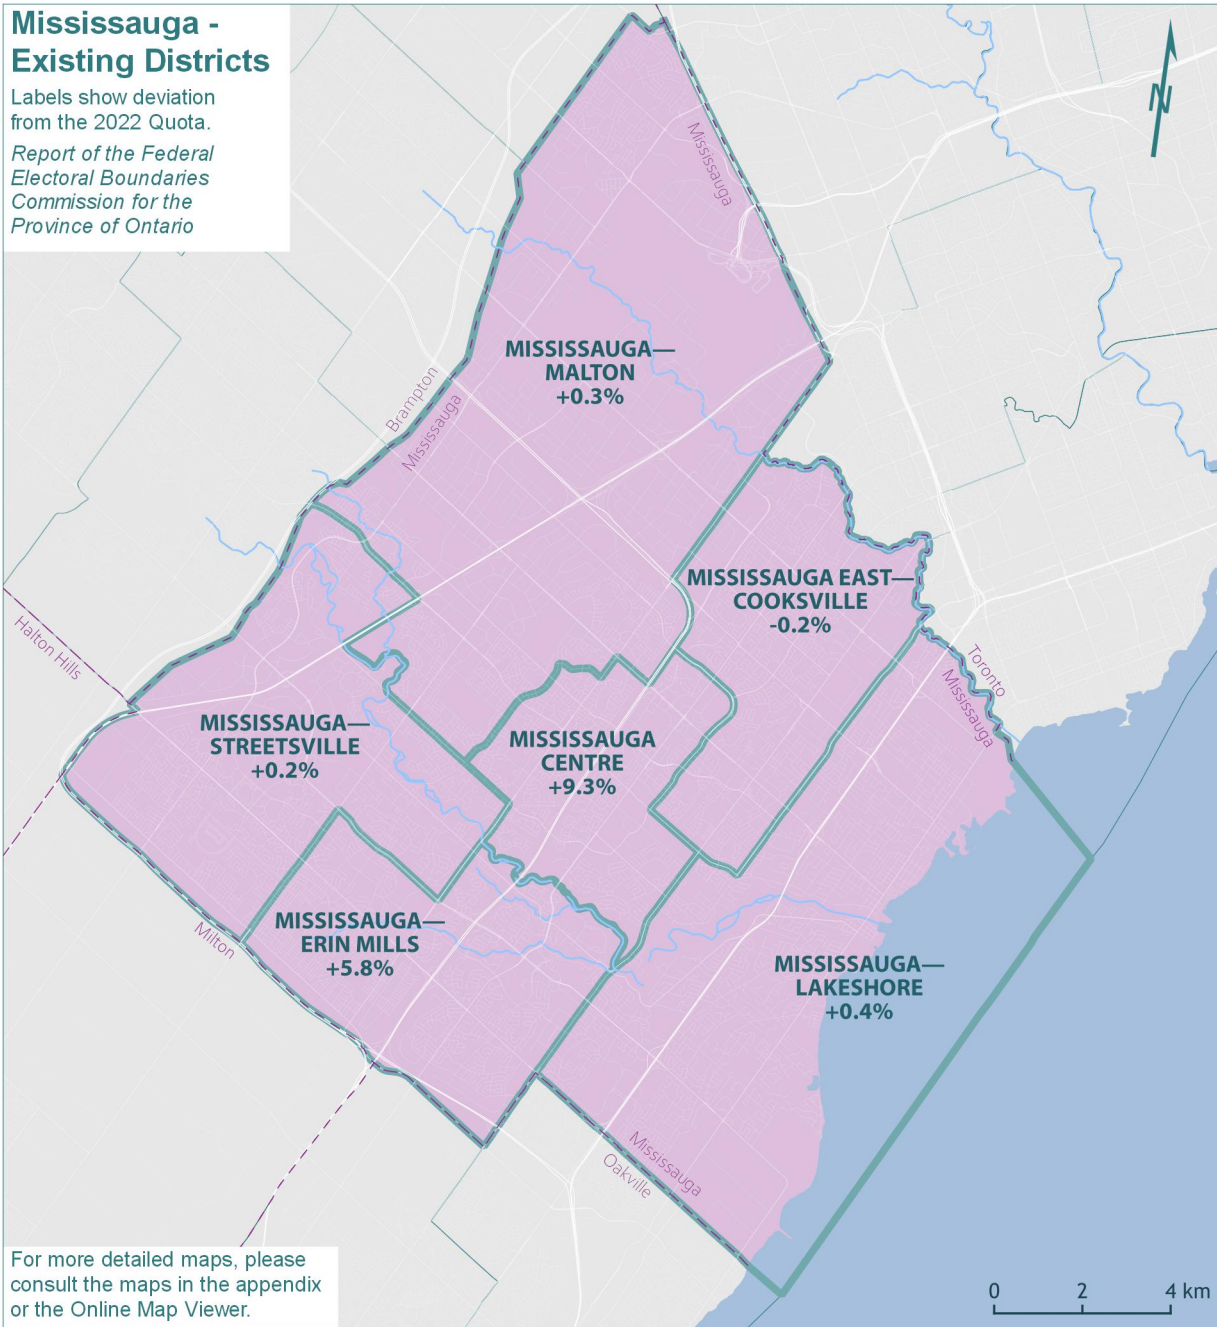 Mississauga -
Existing Districts
Labels show deviation
from the 2022 Quota.
Report of the Federal
Electoral Boundaries
Commission for the
Province of Ontario
N
Mississauga
MISSISSAUGA—
MALTON
+0.3%
Brampton
Mississauga
MISSISSAUGA EAST—
COOKSVILLE
-0.2%
Halton Hills
Toronto
Mississauga
MISSISSAUGA—
STREETSVILLE
+0.2%
MISSISSAUGA
CENTRE
+9.3%
MISSISSAUGA—
ERIN MILLS
+5.8%
Milton
MISSISSAUGA—
LAKESHORE
+0.4%
Mississauga
Oakville
For more detailed maps, please
consult the maps in the appendix
or the Online Map Viewer.
0 2 4 km